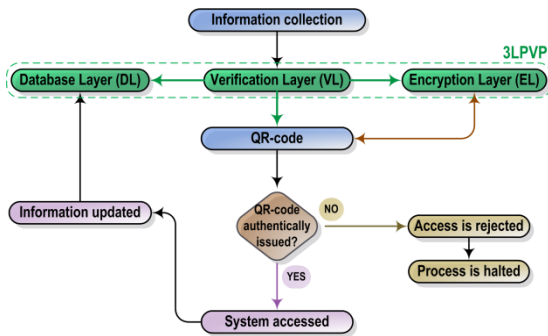 Information collection
3LPVP
Database Layer (DL)
Verification Layer (VL)
Encryption Layer (EL)
QR-code
QR-code
authentically
issued?
NO
Information updated
Access is rejected
Process is halted
YES
System accessed